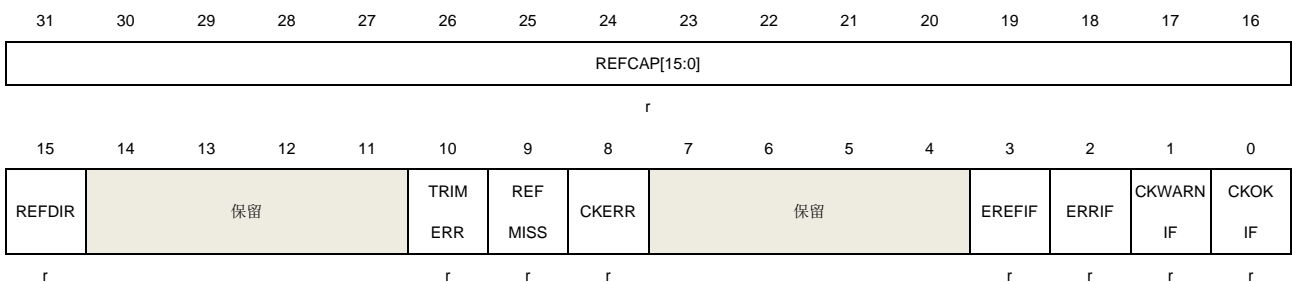 31 30 29 28 27 26 25 24 23 22 21 20 19 18 17 16
REFCAP[15:0]
r
15 14 13 12 11 10 9 8 7 6 5 4 3 2 1 0
REFDIR 保留 TRIM ERR REF MISS CKERR 保留 EREFIF ERRIF CKWARN IF CKOK IF
r r r r r r r r